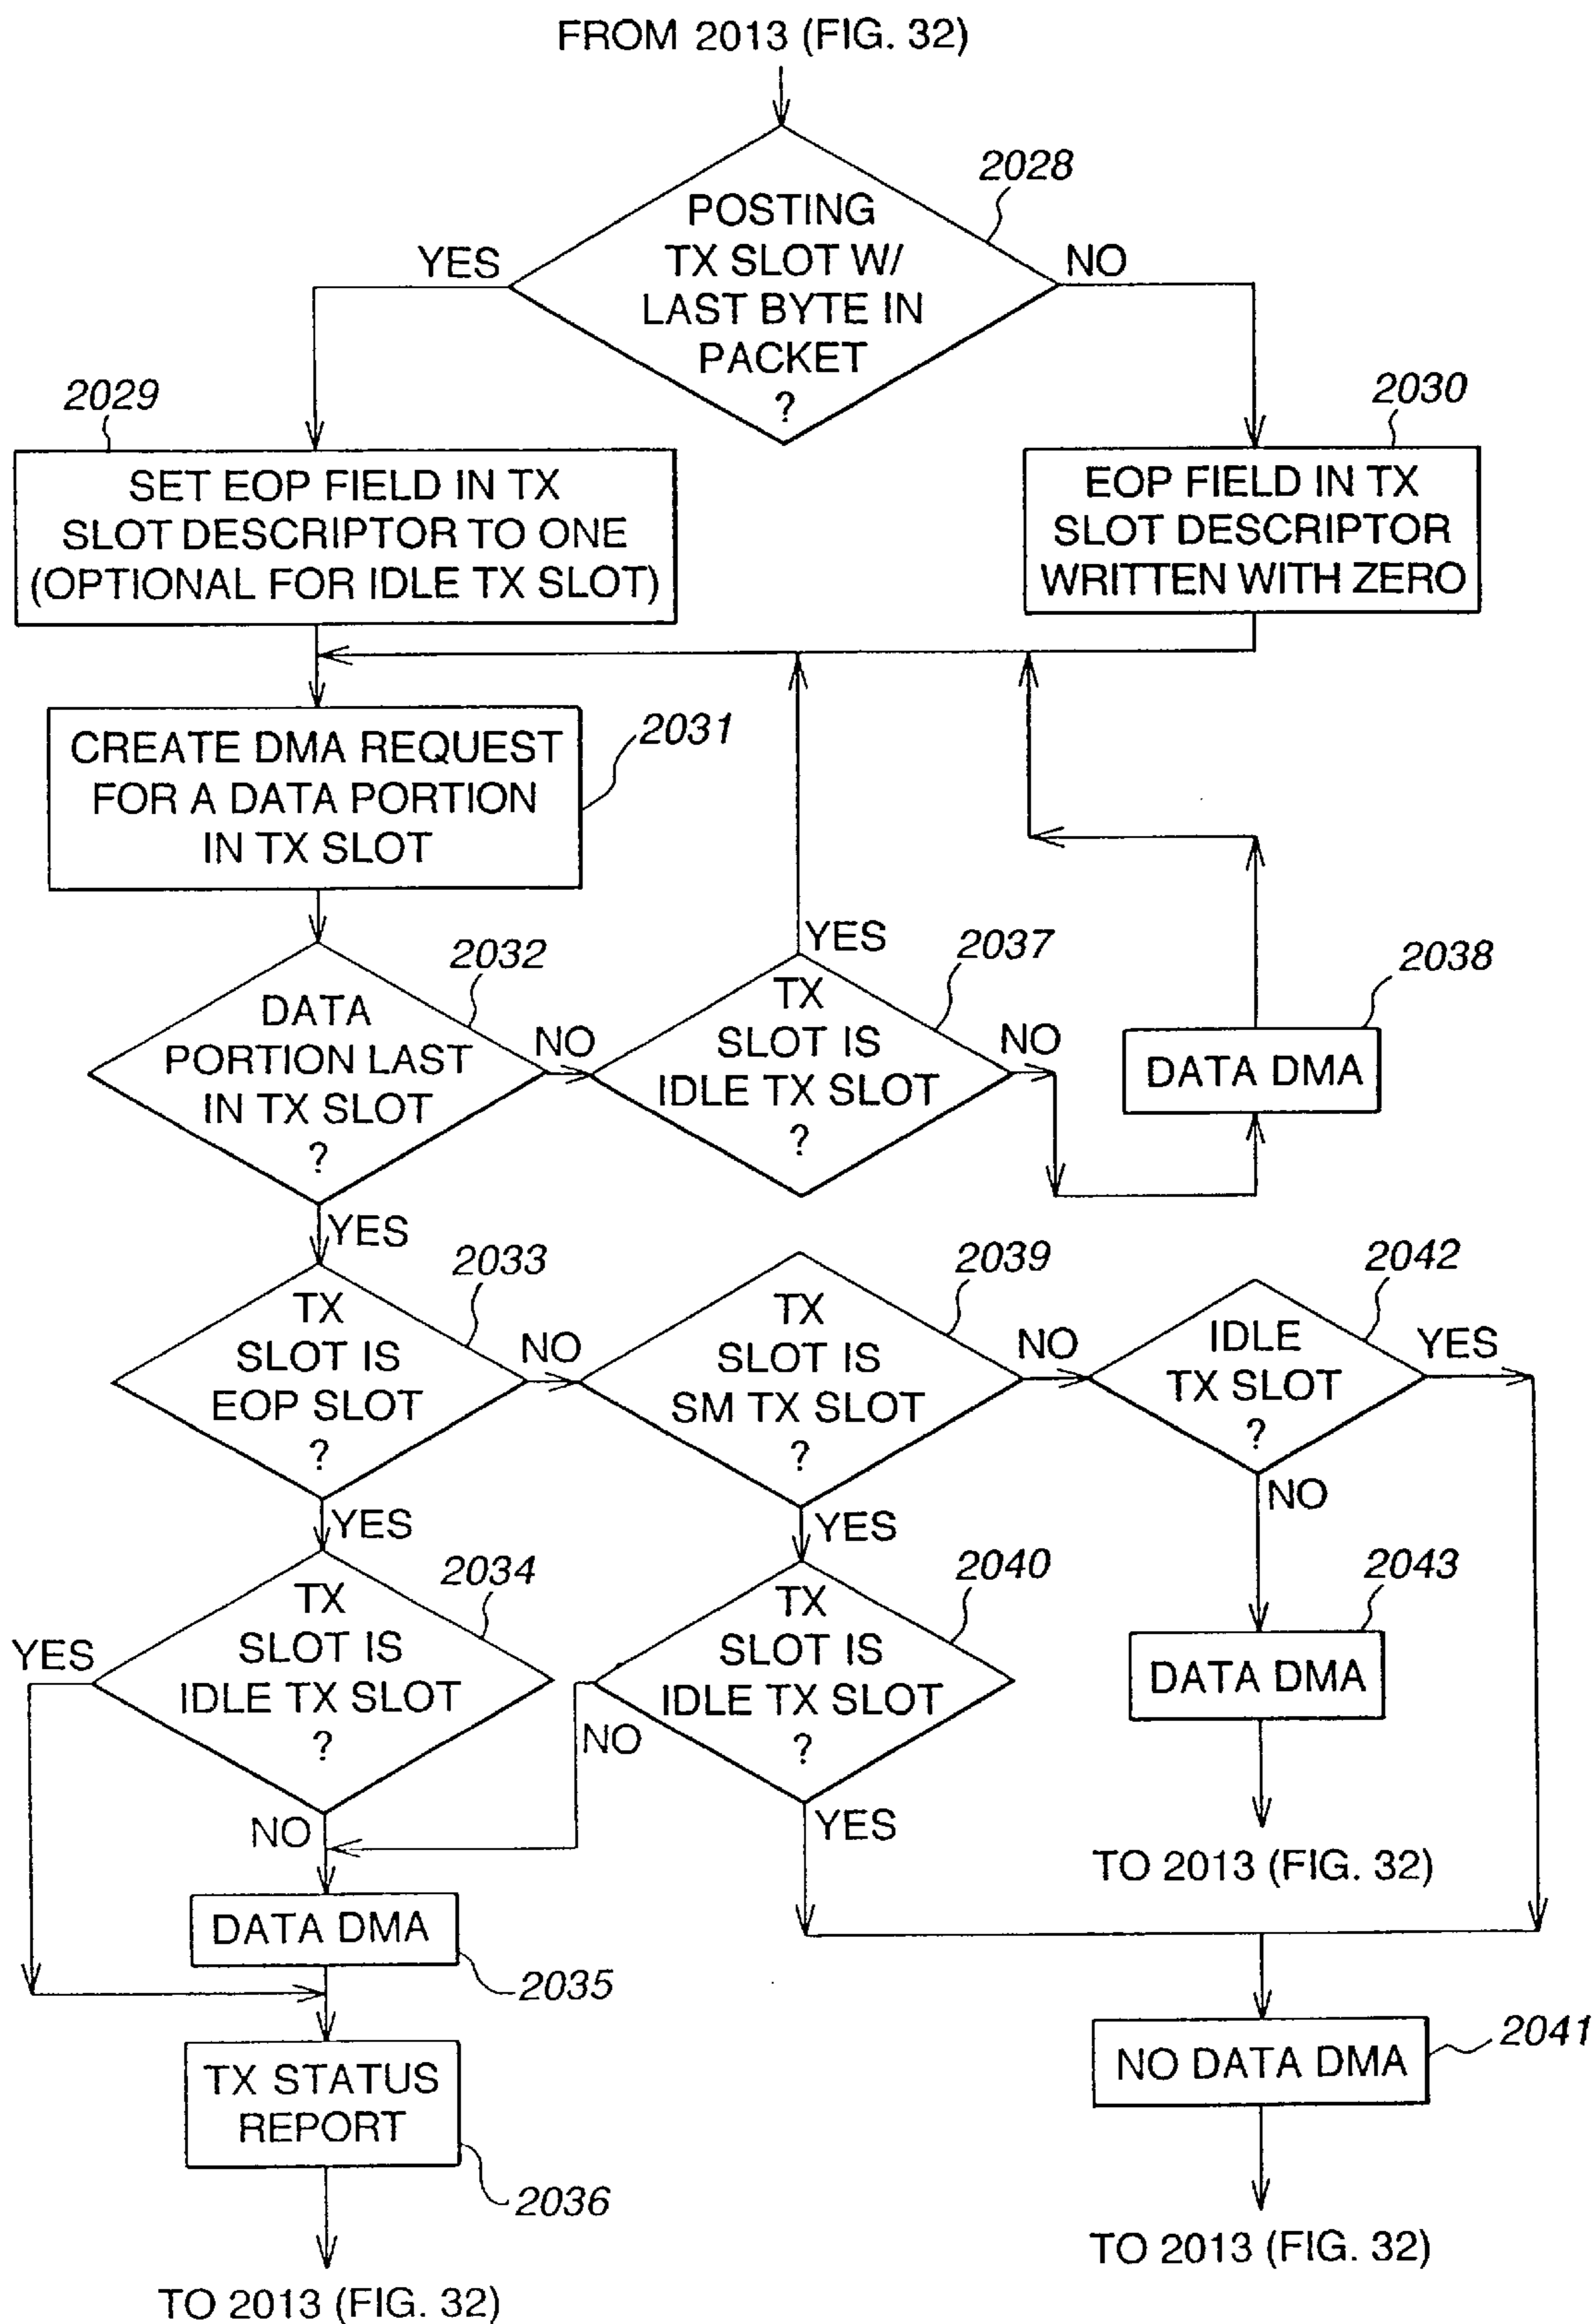 FROM 2013 (FIG. 32)
2028
POSTING
TX SLOT W/
LAST BYTE IN
PACKET
?
YES
NO
2029
SET EOP FIELD IN TX
SLOT DESCRIPTOR TO ONE
(OPTIONAL FOR IDLE TX SLOT)
2030
EOP FIELD IN TX
SLOT DESCRIPTOR
WRITTEN WITH ZERO
CREATE DMA REQUEST
FOR A DATA PORTION
IN TX SLOT
2031
2032
DATA
PORTION LAST
IN TX SLOT
?
NO
YES
YES
2037
TX
SLOT IS
IDLE TX SLOT
?
NO
2038
DATA DMA
2033
TX
SLOT IS
EOP SLOT
?
NO
YES
2039
TX
SLOT IS
SM TX SLOT
?
NO
YES
2042
IDLE
TX SLOT
?
YES
NO
2034
TX
SLOT IS
IDLE TX SLOT
?
YES
NO
2040
TX
SLOT IS
IDLE TX SLOT
?
NO
YES
2043
DATA DMA
TO 2013 (FIG. 32)
DATA DMA
2035
TX STATUS
REPORT
2036
TO 2013 (FIG. 32)
NO DATA DMA
2041
TO 2013 (FIG. 32)